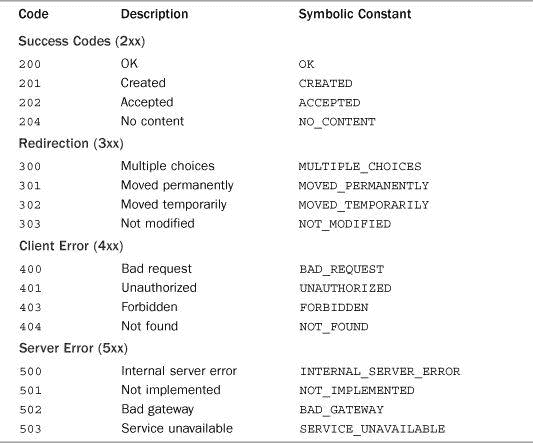 Code Description Symbolic Constant
Success Codes (2xx)
200 OK OK
201 Created CREATED
202 Accepted ACCEPTED
204 No content NO_CONTENT
Redirection (3xx)
300 Multiple choices MULTIPLE_CHOICES
301 Moved permanently MOVED_PERMANENTLY
302 Moved temporarily MOVED_TEMPORARILY
303 Not modified NOT_MODIFIED
Client Error (4xx)
400 Bad request BAD_REQUEST
401 Unauthorized UNAUTHORIZED
403 Forbidden FORBIDDEN
404 Not found NOT_FOUND
Server Error (5xx)
500 Internal server error INTERNAL_SERVER_ERROR
501 Not implemented NOT_IMPLEMENTED
502 Bad gateway BAD_GATEWAY
503 Service unavailable SERVICE_UNAVAILABLE